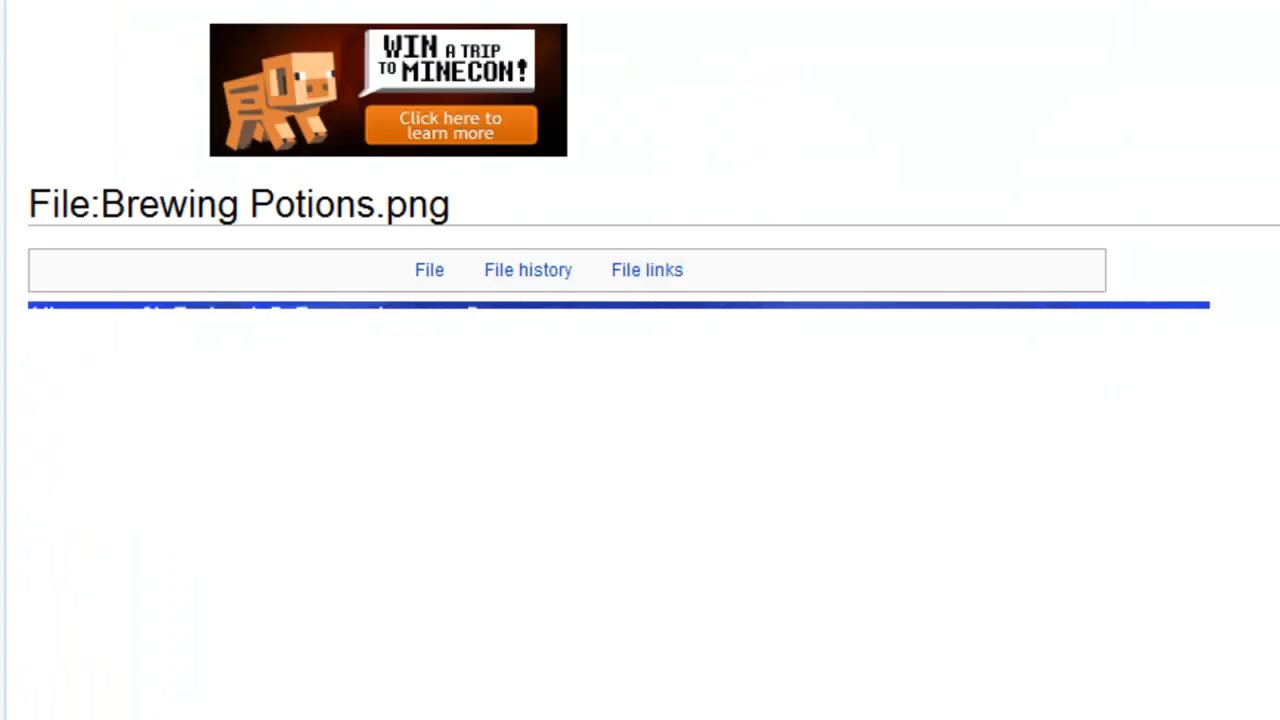 WIN A TRIP
TO MINECON!
Click here to
learn more
File:Brewing Potions.png
File
File history
File links